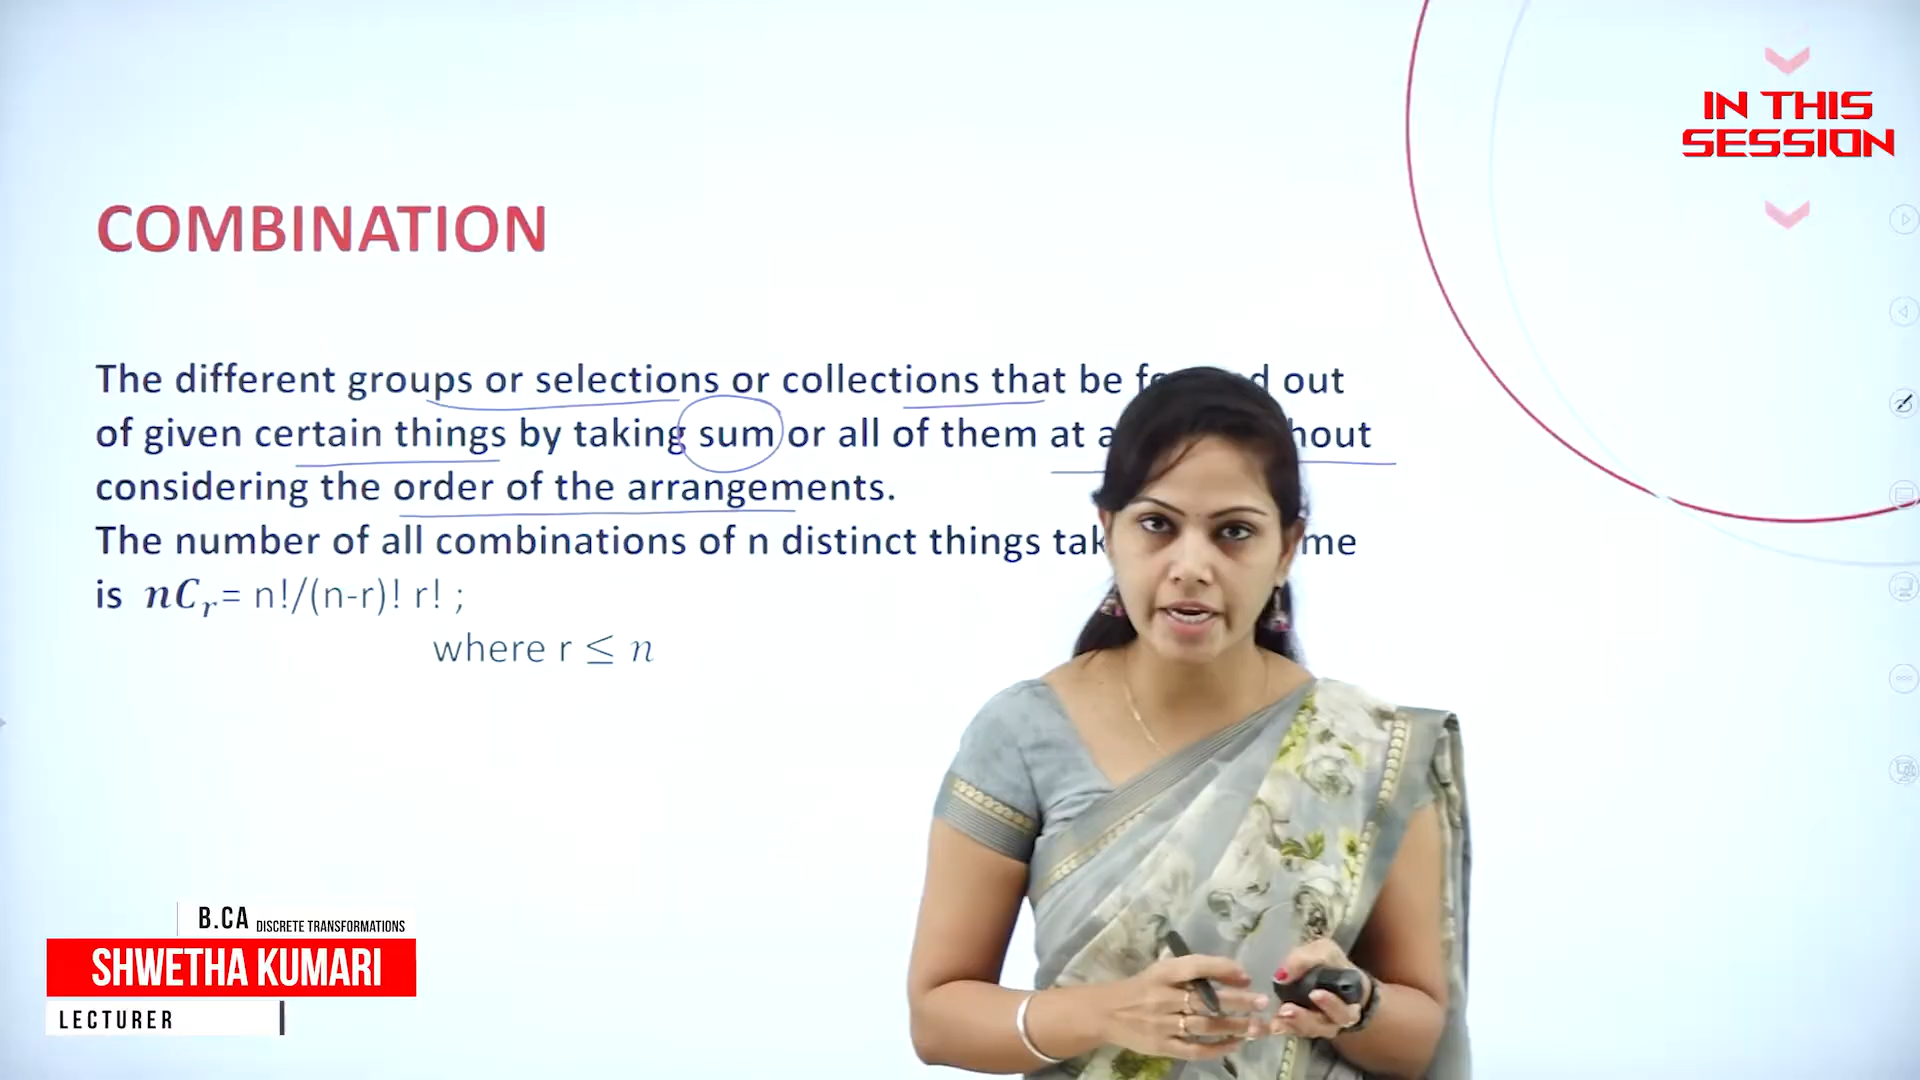 IN THIS
SESSION
COMBINATION
The different groups or selections or collections that be out
of given certain things by taking sum or all of them at
considering the order of the arrangements.
The number of all combinations of n distinct things me
is nCr= n!/(n-r)! r! ;
where r ≤ n
B.CA DISCRETE TRANSFORMATIONS
SHWETHA KUMARI
LECTURER